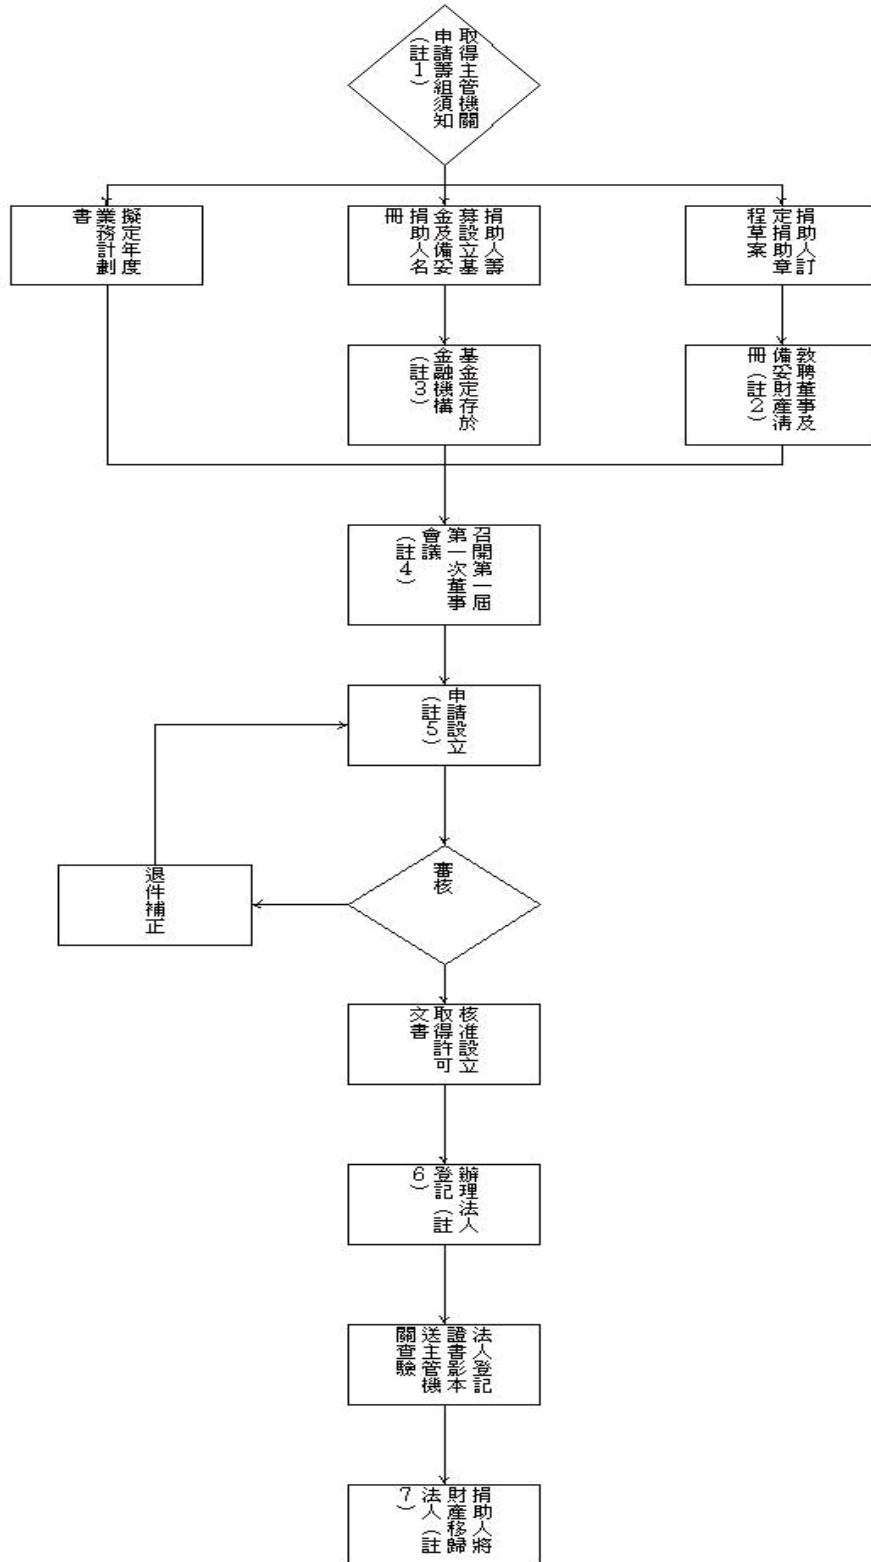 取得主管機關
申請籌組須知
（註1）
捐助人訂
定捐助章
程草案
捐助人籌
募設立基
金及備妥
捐助人名
冊
擬定年度
業務計劃
書
敦聘董事及
備妥財產清
冊（註2）
基金定存於
金融機構
（註3）
召開第一屆
第一次董事
會議
（註4）
申請設立
（註5）
審核
退件補正
核准設立
取得許可
文書
辦理法人
登記（註
6）
法人登記
證書影本
送主管機
關查驗
捐助人將
財產移歸
法人（註
7）